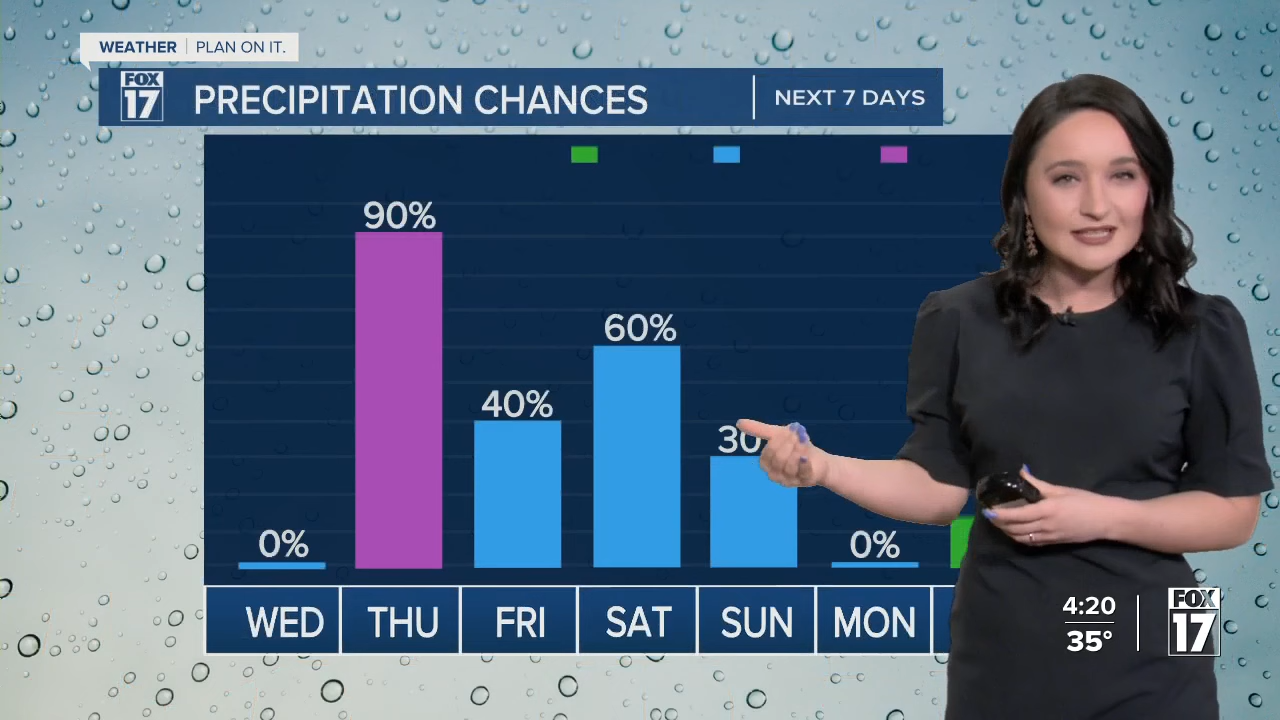 WEATHER | PLAN ON IT.
FOX 17 PRECIPITATION CHANCES | NEXT 7 DAYS
90%
60%
40%
30
0%
0%
WED THU FRI SAT SUN MON
4:20
35°
FOX 17